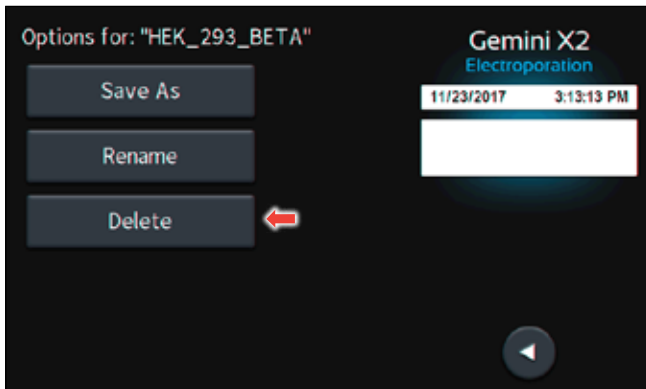 Options for: "HEK_293_BETA"
Save As
Rename
Delete
Gemini X2
Electroporation
11/23/2017 3:13:13 PM